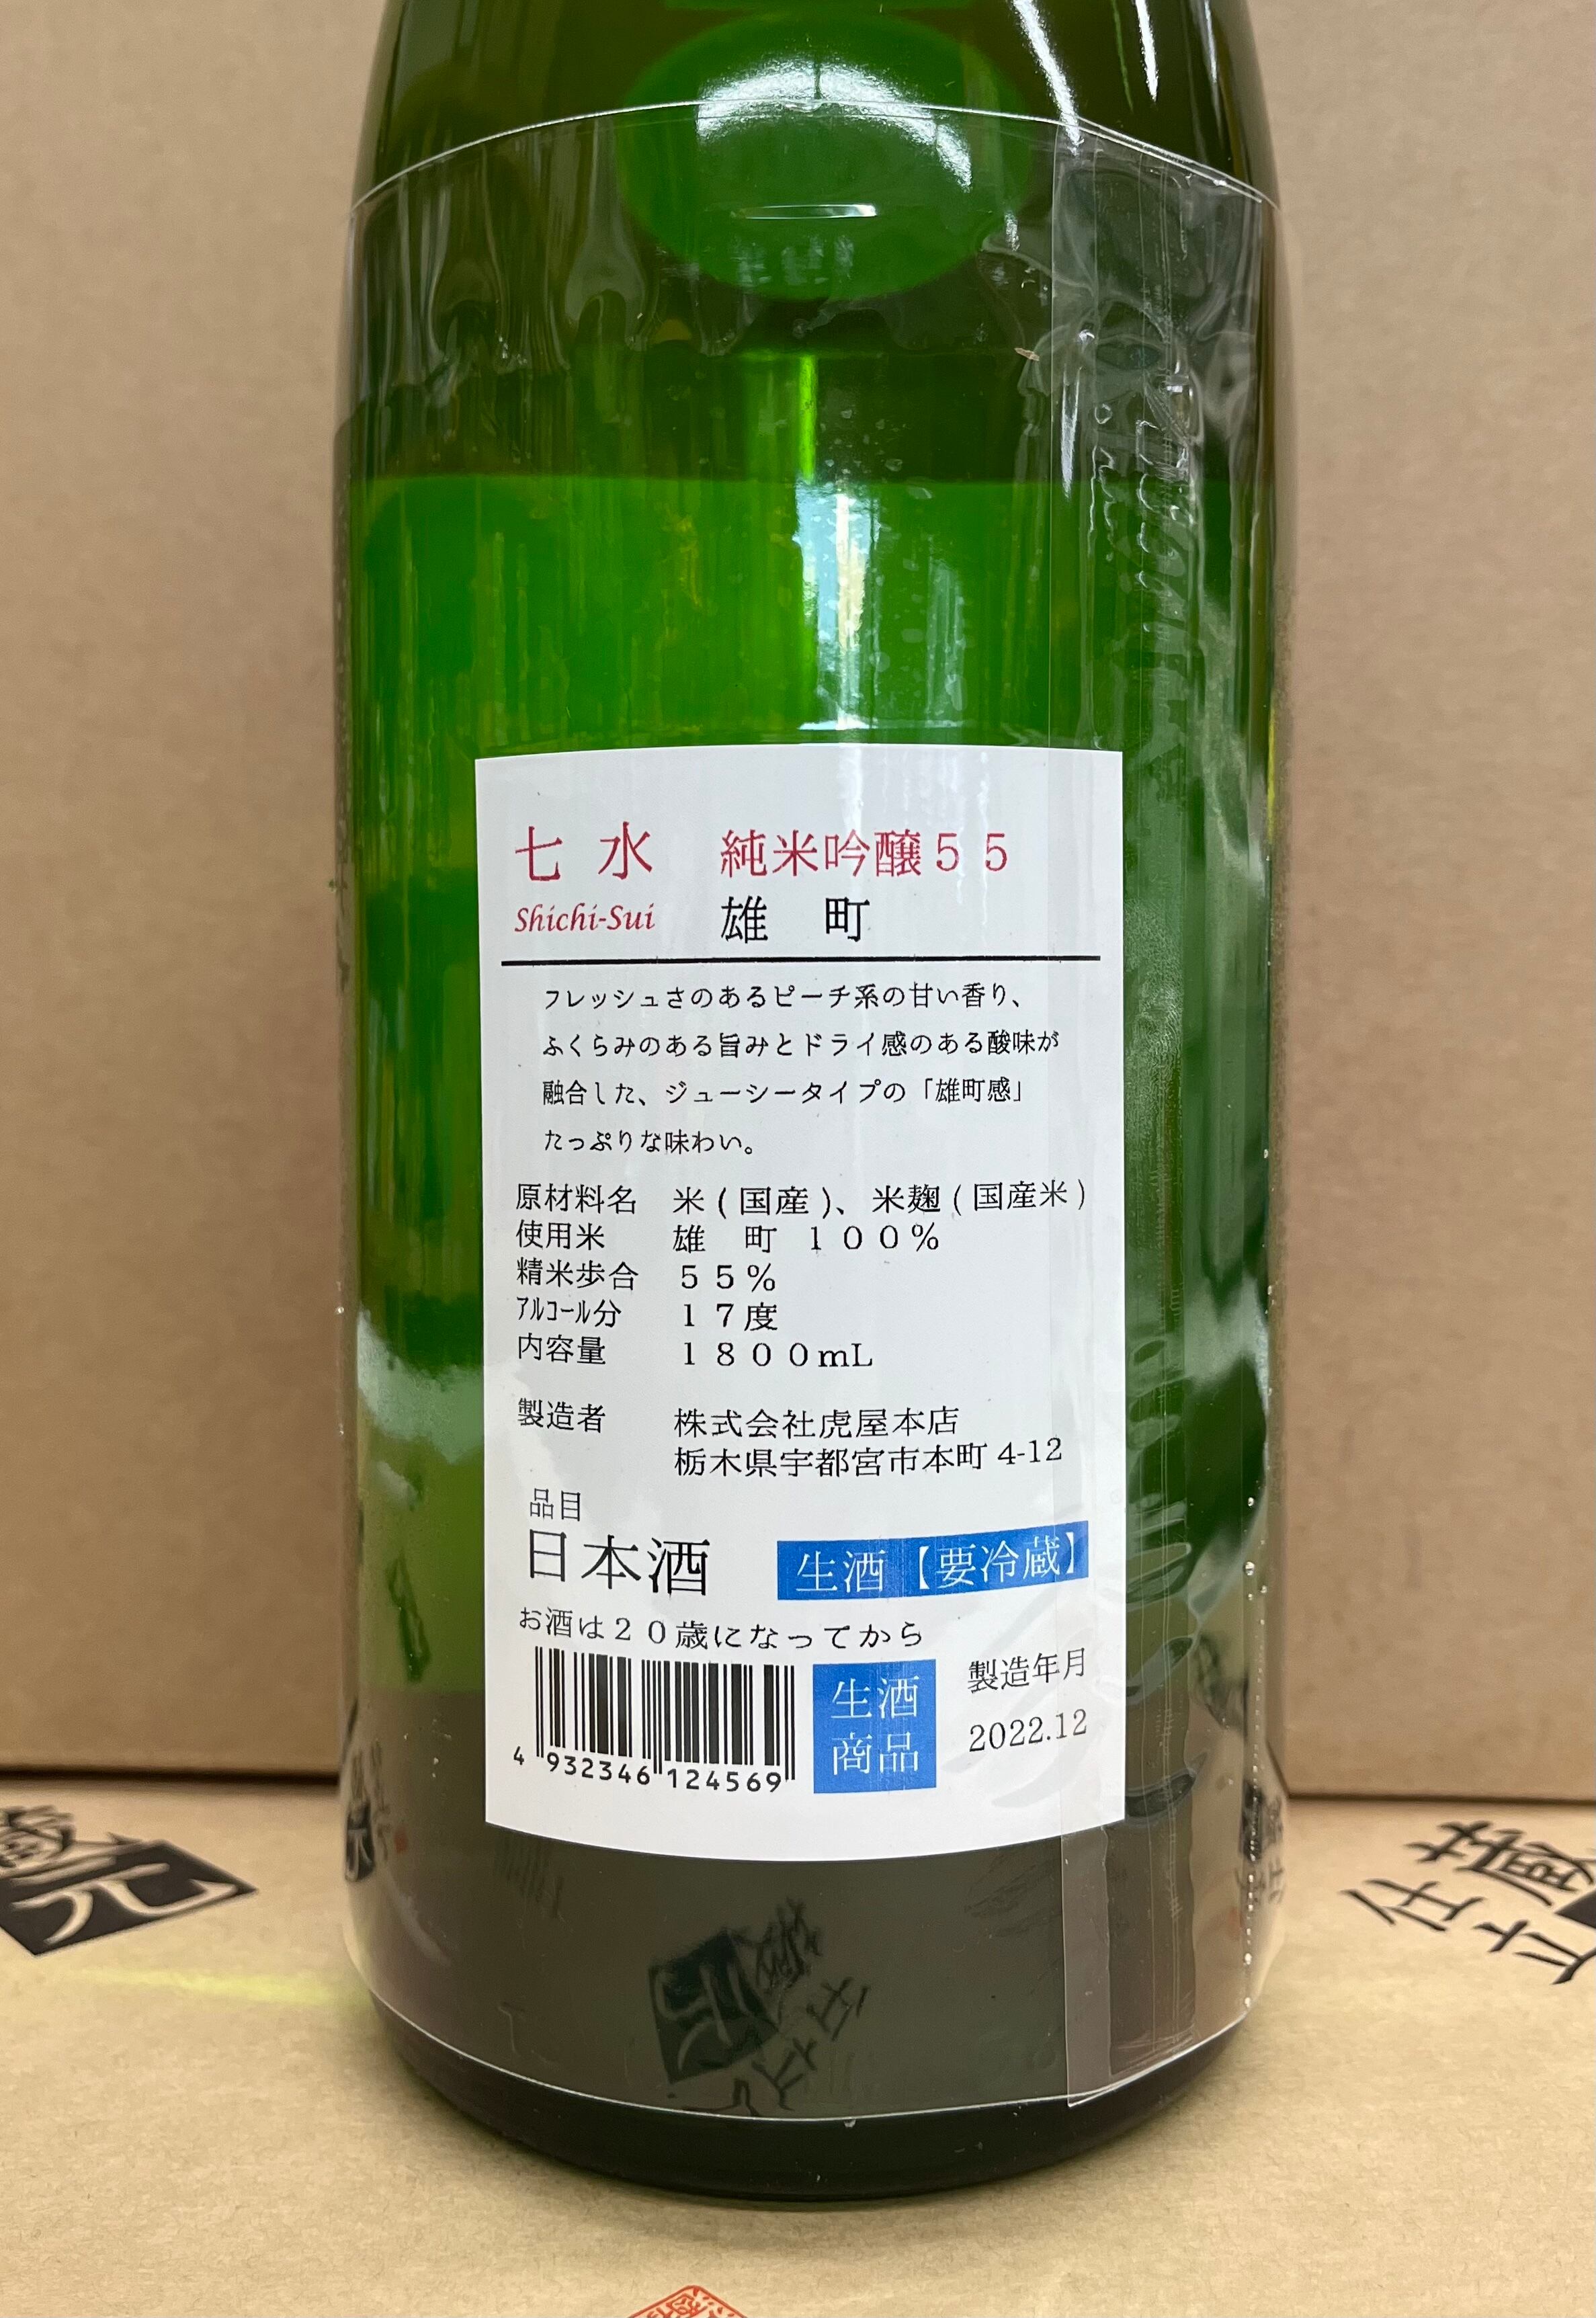 七水 純米吟醸55
Shichi-Sui 雄 町
フレッシュさのあるピーチ系の甘い香り、
ふくらみのある旨みとドライ感のある酸味が
融合した、ジューシータイプの「雄町感」
たっぷりな味わい。
原材料名 米(国産)、米麹(国産米)
使用米 雄 町 100%
精米歩合 55%
アルコール分 17度
内容量 1800mL
製造者 株式会社虎屋本店
栃木県宇都宮市本町4-12
品目
日本酒 生酒【要冷蔵】
お酒は20歳になってから
生酒
商品
製造年月
2022.12
4 932346 124569
蔵
元